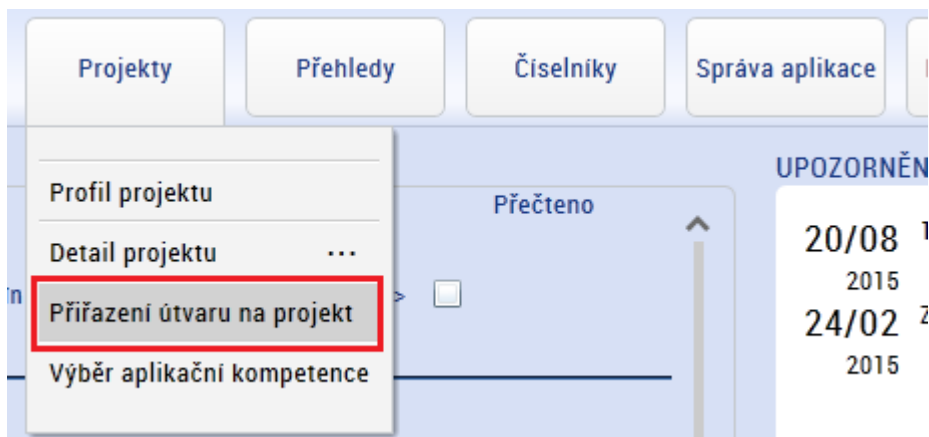 Projekty
Přehledy
Číselníky
Správa aplikace
UPOZORNĚN
Profil projektu
Přečteno
Detail projektu ...
20/08
2015
Přiřazení útvaru na projekt
>
24/02
2015
Výběr aplikační kompetence